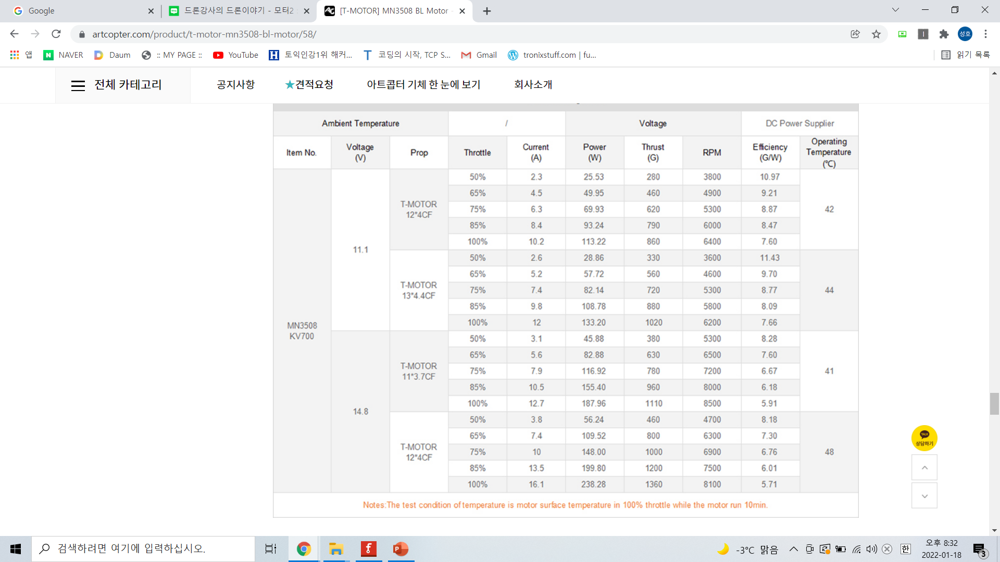 Google
드론강사의 드론이야기 - 모터2
[T-MOTOR] MN3508 BL Motor -
artcopter.com/product/t-motor-mn3508-bl-motor/58/
성호
앱 NAVER Daum :: MY PAGE :: YouTube 토익인강1위 해커... 코딩의 시작, TCP S... Gmail tronixstuff.com | fu... 읽기 목록
전체 카테고리 공지사항 ★견적요청 아트콥터 기체 한 눈에 보기 회사소개
Ambient Temperature / Voltage DC Power Supplier
Item No. Voltage (V) Prop Throttle Current (A) Power (W) Thrust (G) RPM Efficiency (G/W) Operating Temperature (℃)
MN3508 KV700
11.1
T-MOTOR 12*4CF
50% 2.3 25.53 280 3800 10.97
65% 4.5 49.95 460 4900 9.21
75% 6.3 69.93 620 5300 8.87 42
85% 8.4 93.24 790 6000 8.47
100% 10.2 113.22 860 6400 7.60
T-MOTOR 13*4.4CF
50% 2.6 28.86 330 3600 11.43
65% 5.2 57.72 560 4600 9.70
75% 7.4 82.14 720 5300 8.77 44
85% 9.8 108.78 880 5800 8.09
100% 12 133.20 1020 6200 7.66
14.8
T-MOTOR 11*3.7CF
50% 3.1 45.88 380 5300 8.28
65% 5.6 82.88 630 6500 7.60
75% 7.9 116.92 780 7200 6.67 41
85% 10.5 155.40 960 8000 6.18
100% 12.7 187.96 1110 8500 5.91
T-MOTOR 12*4CF
50% 3.8 56.24 460 4700 8.18
65% 7.4 109.52 800 6300 7.30
75% 10 148.00 1000 6900 6.76 48
85% 13.5 199.80 1200 7500 6.01
100% 16.1 238.28 1360 8100 5.71
Notes:The test condition of temperature is motor surface temperature in 100% throttle while the motor run 10min.
TALK
상담하기
검색하려면 여기에 입력하십시오.
-3°C 맑음
한
오후 8:32
2022-01-18
3